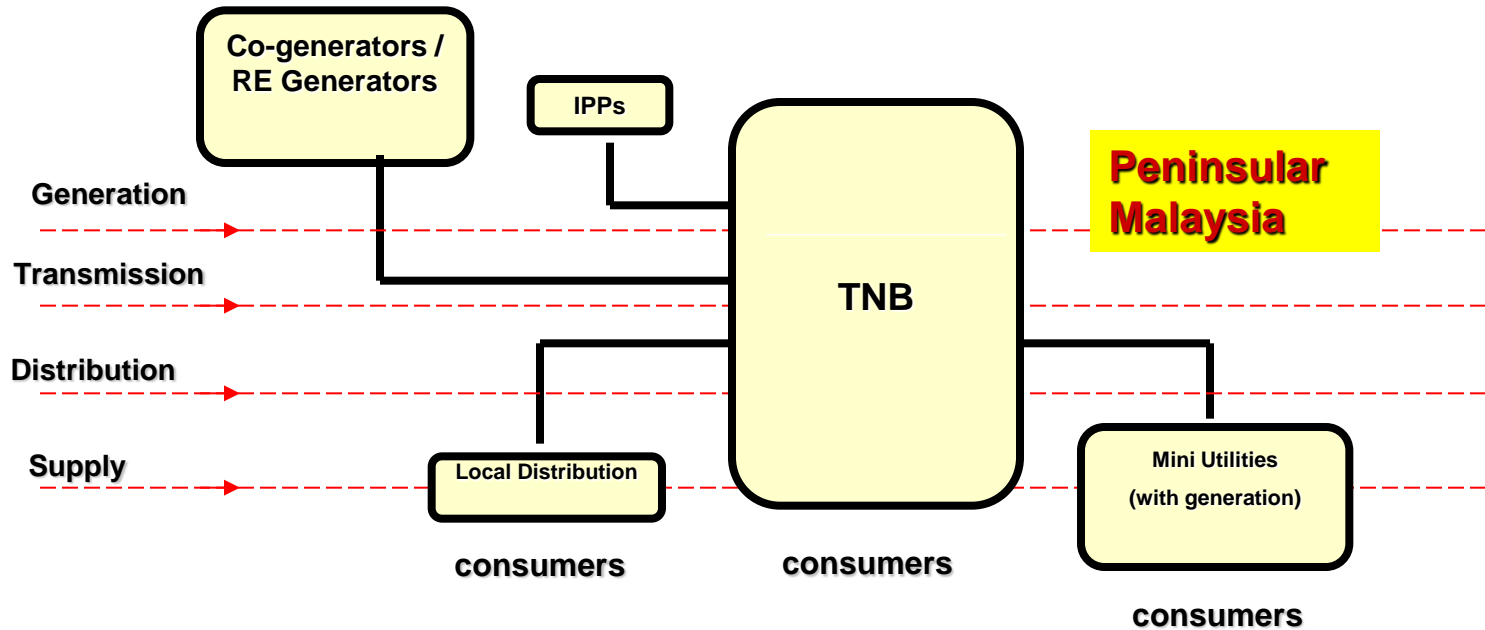 Co-generators /
RE Generators
IPPs
Peninsular
Malaysia
Generation
Transmission
TNB
Distribution
Supply
Local Distribution
Mini Utilities
(with generation)
consumers
consumers
consumers